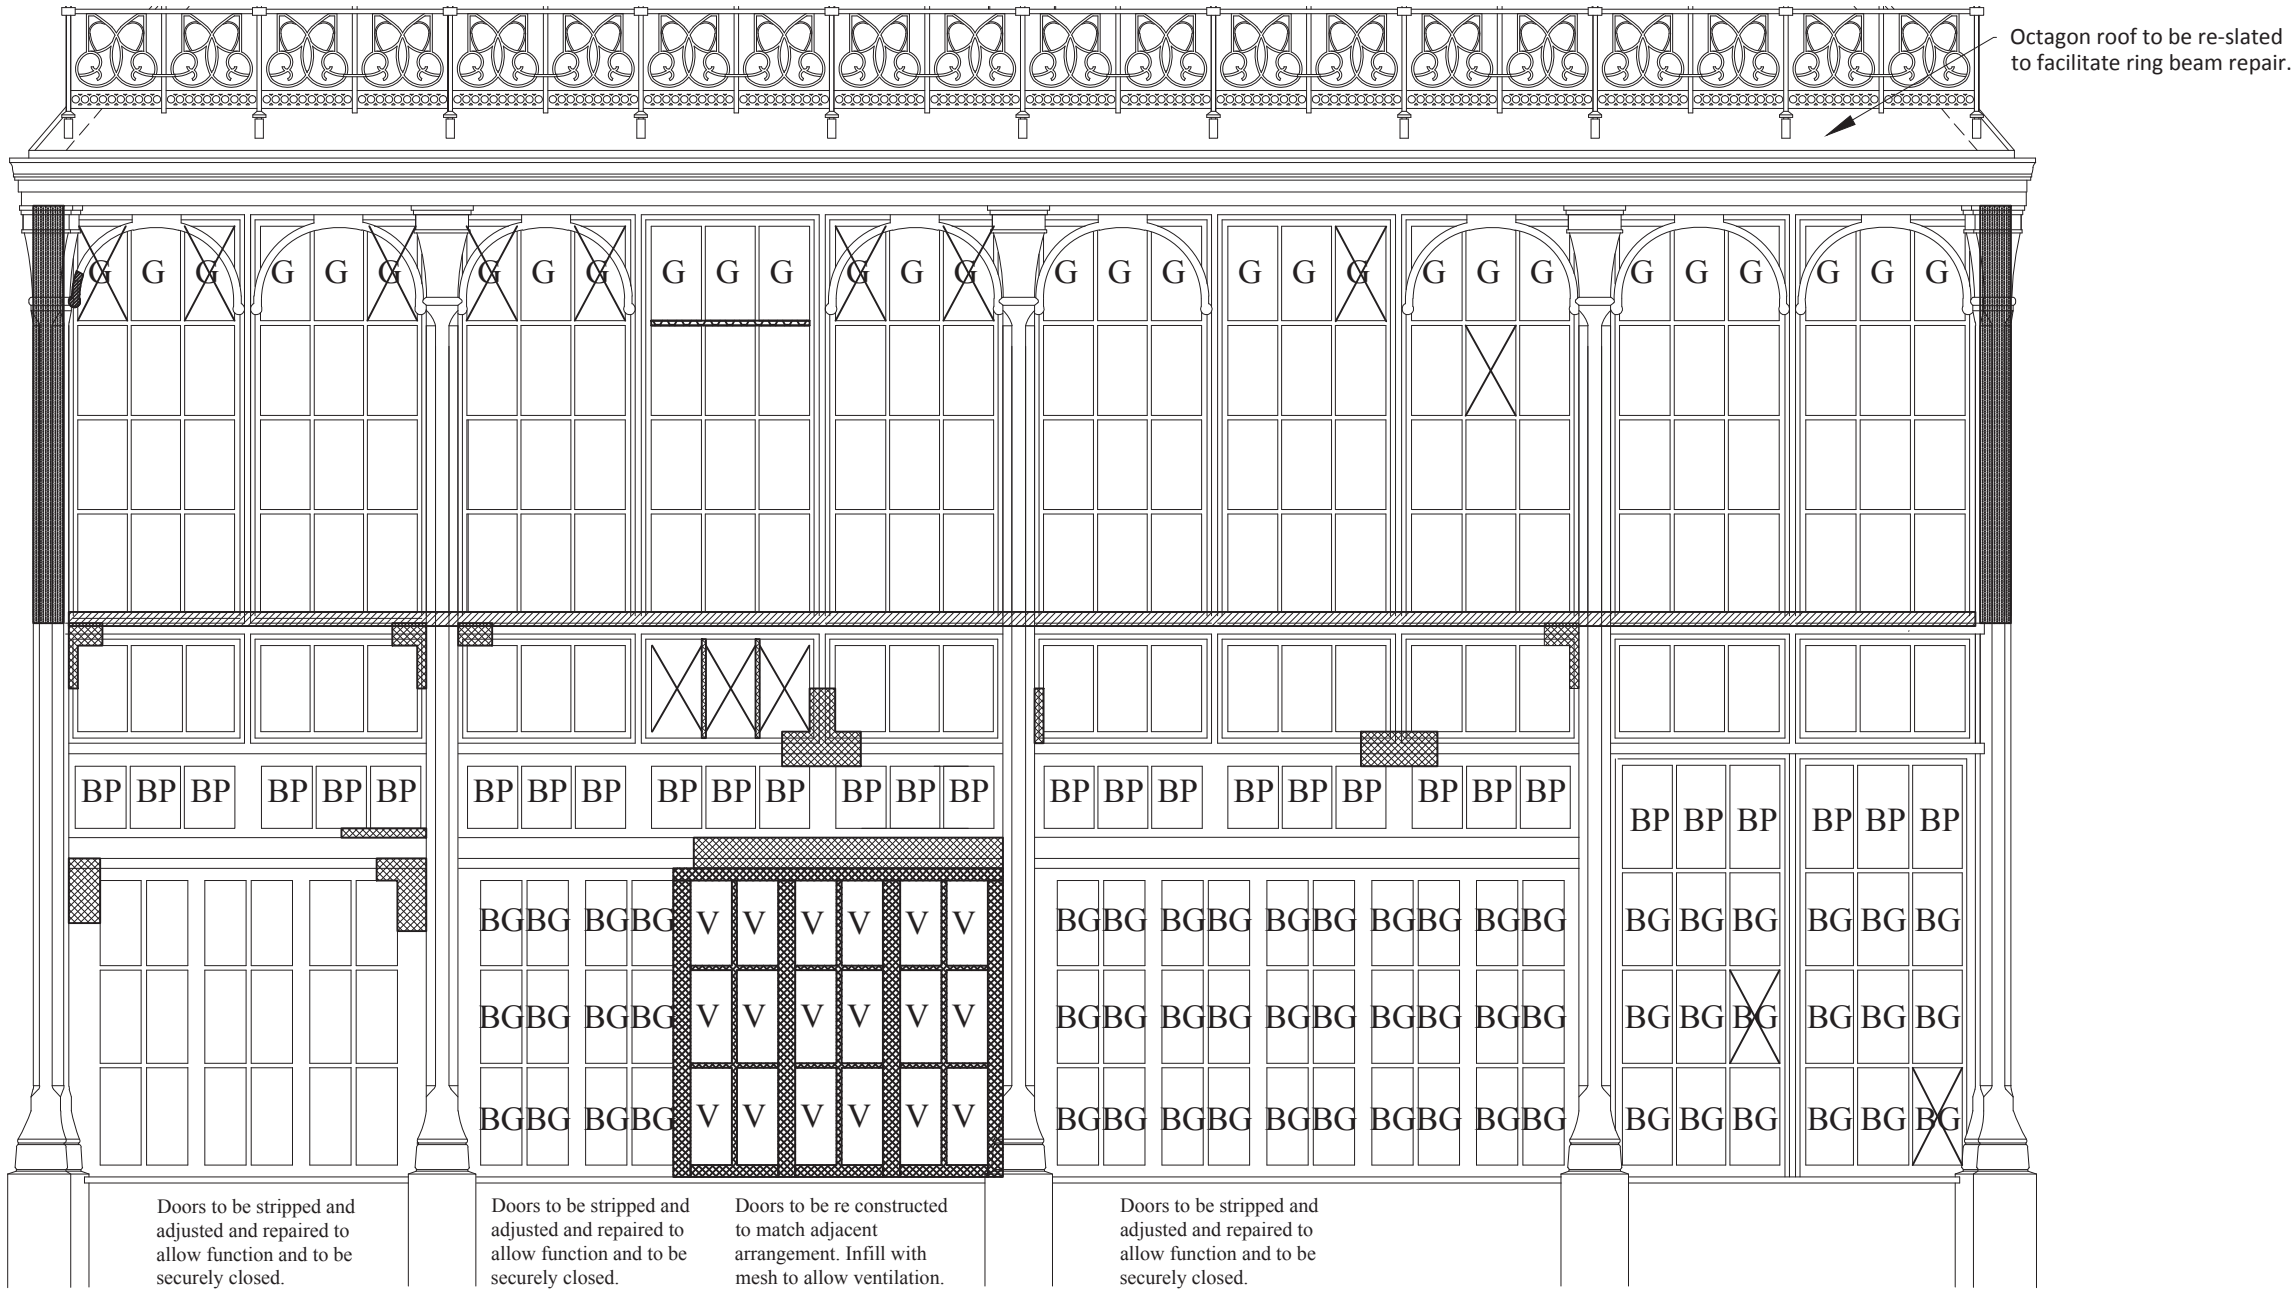 Octagon roof to be re-slated
to facilitate ring beam repair.
G G G G G G G G G G G G G G G G G G G G G G G G G G G G G G
BP BP BP BP BP BP BP BP BP BP BP BP BP BP BP BP BP BP BP BP BP BP BP BP
BP BP BP BP BP BP
BG BG BG BG V V V V V V BG BG BG BG BG BG BG BG BG BG BG BG BG BG BG BG
BG BG BG BG V V V V V V BG BG BG BG BG BG BG BG BG BG BG BG BG BG BG BG
BG BG BG BG V V V V V V BG BG BG BG BG BG BG BG BG BG BG BG BG BG BG BG
Doors to be stripped and
adjusted and repaired to
allow function and to be
securely closed.
Doors to be stripped and
adjusted and repaired to
allow function and to be
securely closed.
Doors to be re constructed
to match adjacent
arrangement. Infill with
mesh to allow ventilation.
Doors to be stripped and
adjusted and repaired to
allow function and to be
securely closed.